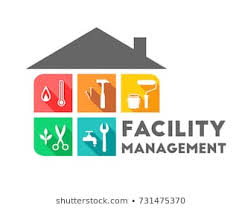 FACILITY
MANAGEMENT
shutterstock.com • 731475370